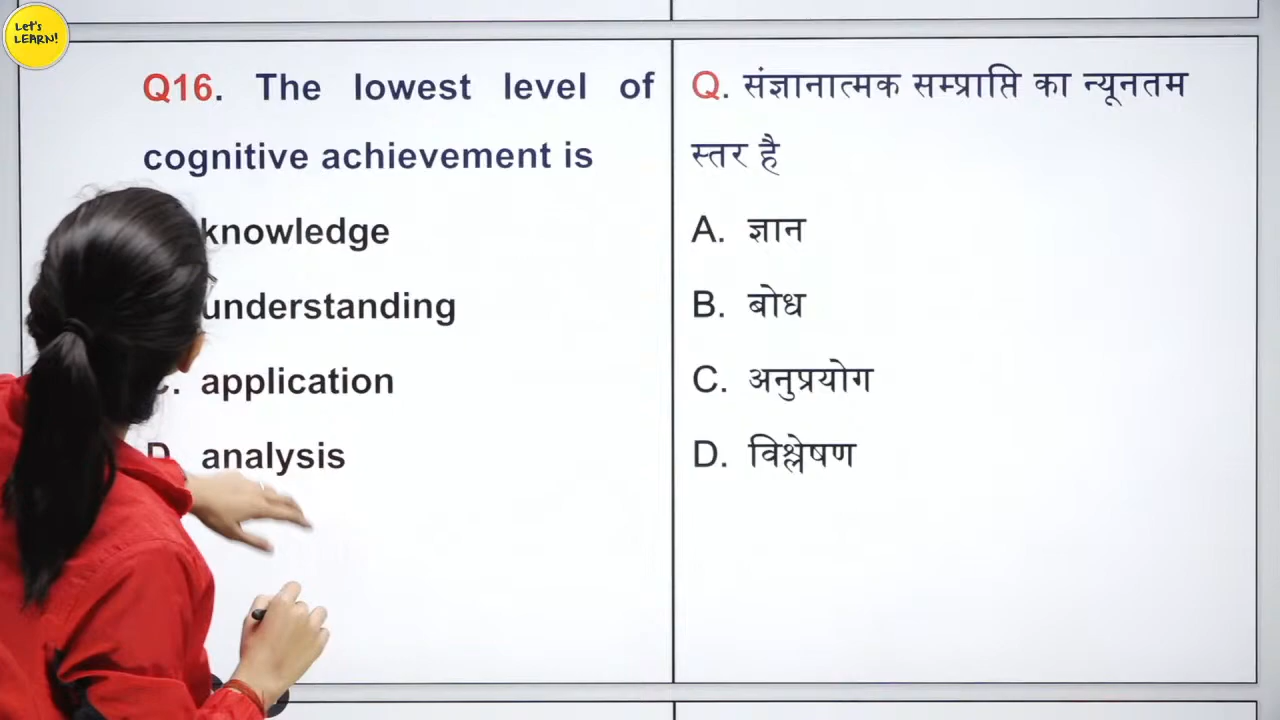 Let's
LEARN!
Q16. The lowest level of
cognitive achievement is
knowledge
understanding
C. application
D. analysis
Q. संज्ञानात्मक सम्प्राप्ति का न्यूनतम
स्तर है
A. ज्ञान
B. बोध
C. अनुप्रयोग
D. विश्लेषण